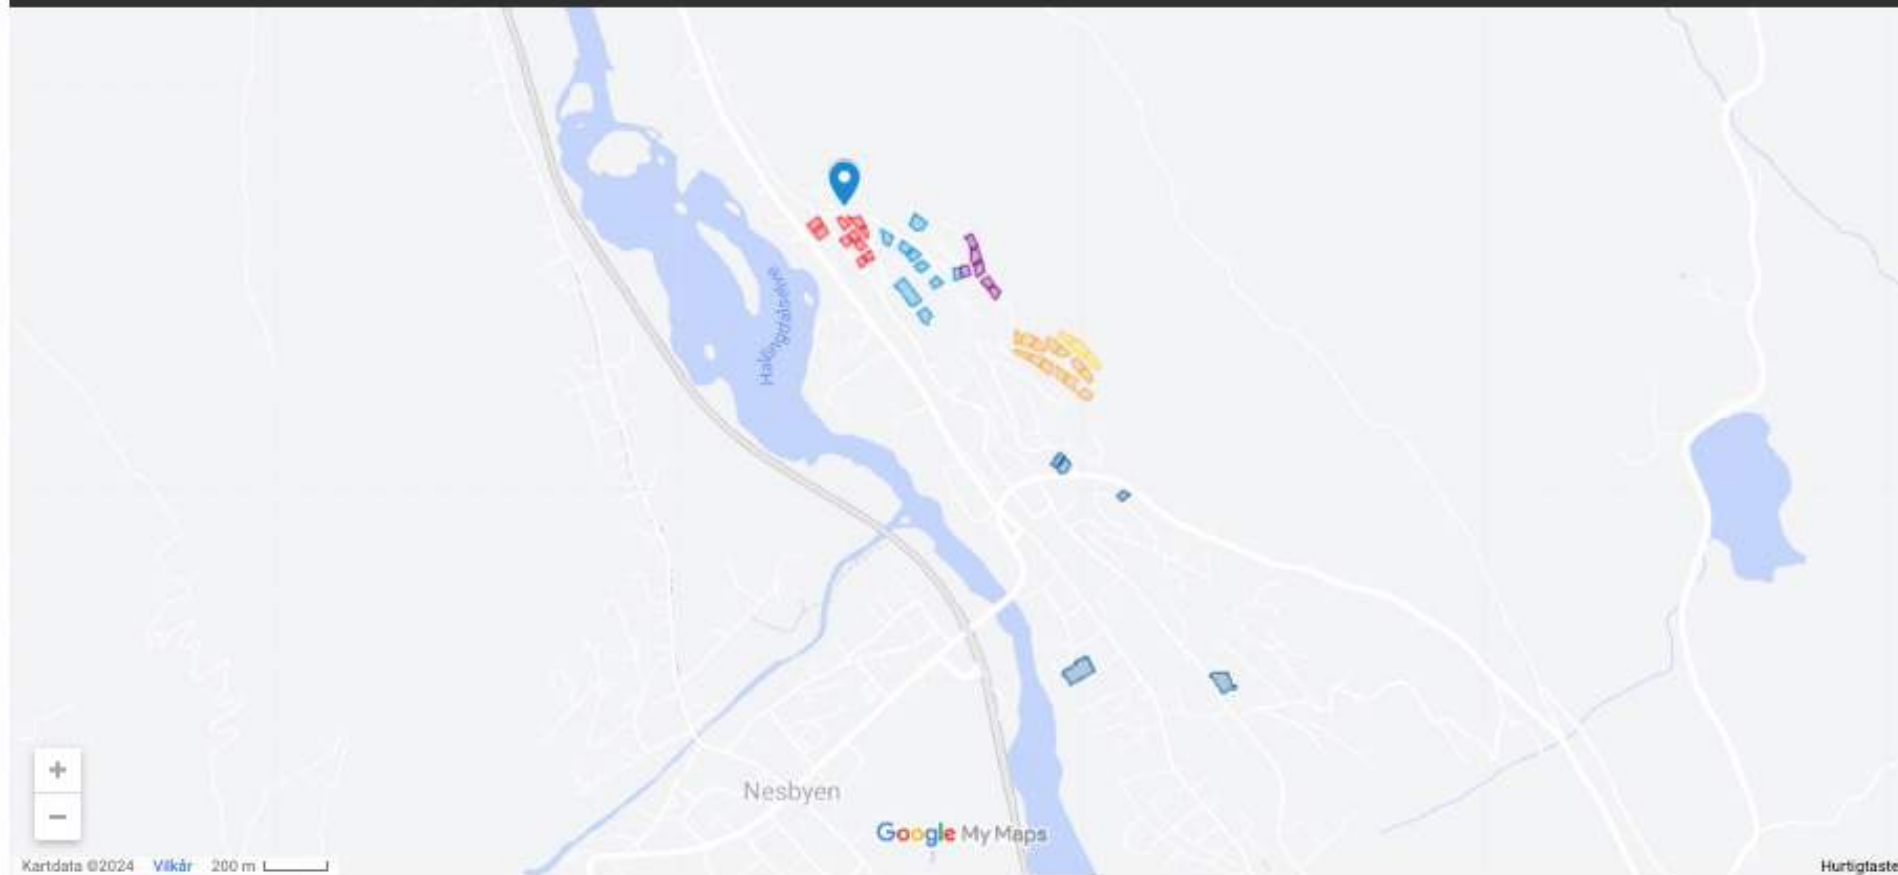 Hallingdalselva
+
−
Nesbyen
Google My Maps
Kartdata ©2024 Vilkår 200 m
Hurtigtaste